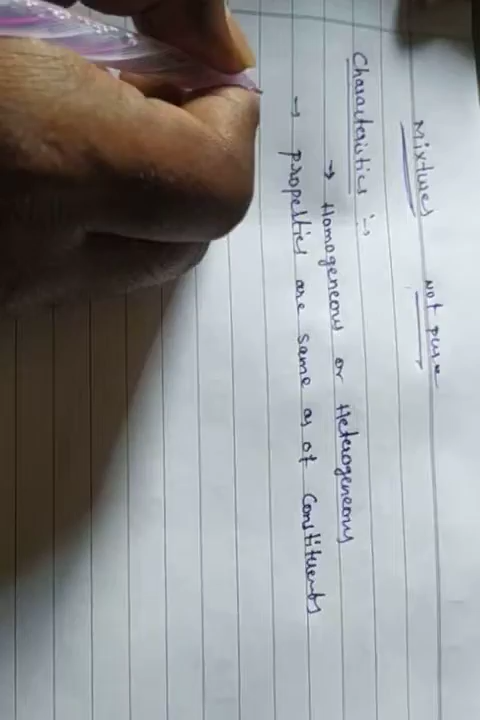 Mixtures Not pure
Characteristics :-
→ Homogeneous or Heterogeneous
→ properties are same as of Constituents